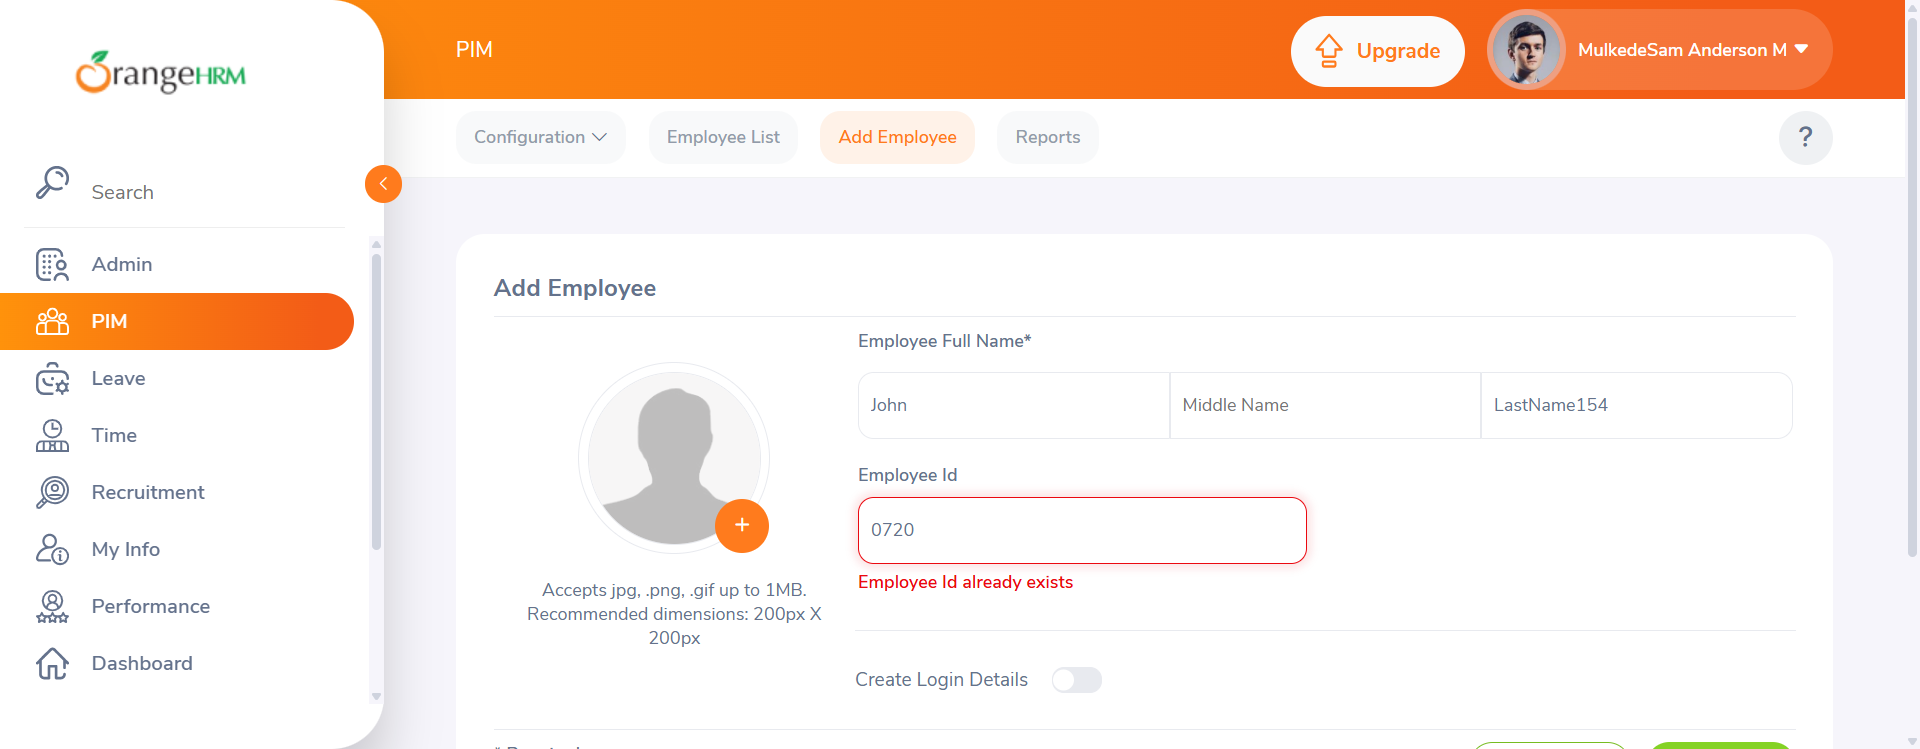 OrangeHRM
PIM
Upgrade
MulkedeSam Anderson M
Search
Configuration
Employee List
Add Employee
Reports
?
Admin
PIM
Leave
Time
Recruitment
My Info
Performance
Dashboard
Add Employee
Accepts jpg, .png, .gif up to 1MB.
Recommended dimensions: 200px X
200px
Employee Full Name*
John
Middle Name
LastName154
Employee Id
0720
Employee Id already exists
Create Login Details